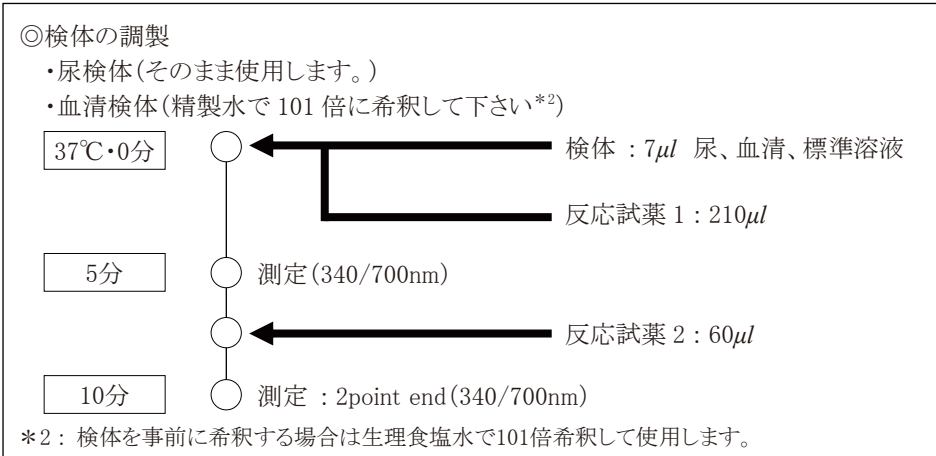 ◎検体の調製
・尿検体(そのまま使用します。)
・血清検体(精製水で 101 倍に希釈して下さい*2)
37℃・0分
検体 : 7μl 尿、血清、標準溶液
反応試薬 1 : 210μl
5分
測定(340/700nm)
反応試薬 2 : 60μl
10分
測定 : 2point end(340/700nm)
*2 : 検体を事前に希釈する場合は生理食塩水で101倍希釈して使用します。